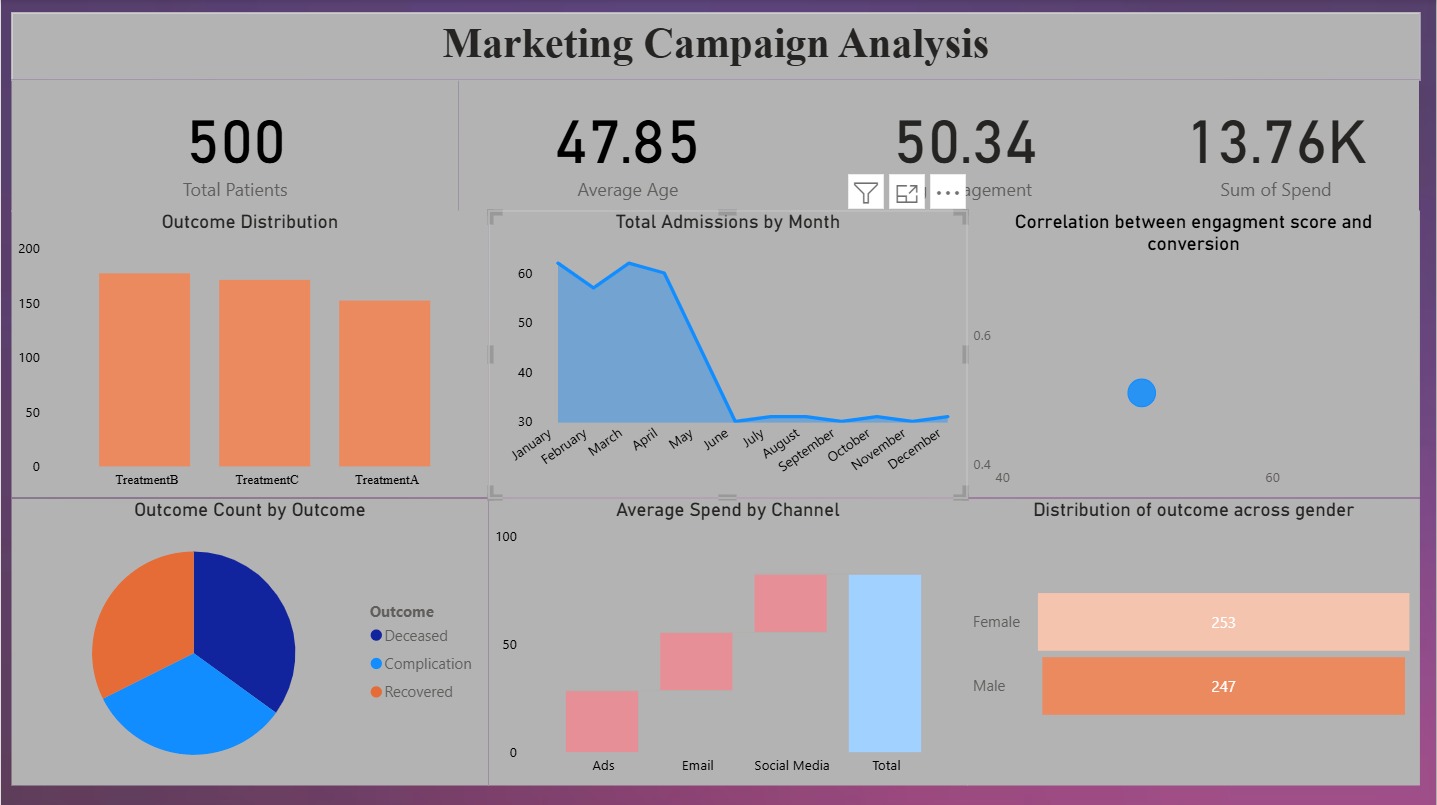 Marketing Campaign Analysis
500
Total Patients
47.85
Average Age
50.34
agement
13.76K
Sum of Spend
Outcome Distribution
200
150
100
50
0
TreatmentB
TreatmentC
TreatmentA
Total Admissions by Month
60
50
40
30
January
February
March
April
May
June
July
August
September
October
November
December
Correlation between engagment score and
conversion
0.6
0.4
40
60
Outcome Count by Outcome
Outcome
Deceased
Complication
Recovered
Average Spend by Channel
100
50
0
Ads
Email
Social Media
Total
Distribution of outcome across gender
Female
253
Male
247